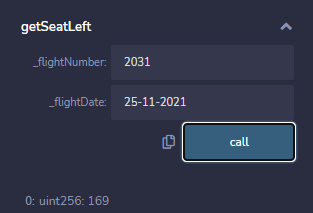 getSeatLeft
_flightNumber: 2031
_flightDate: 25-11-2021
call
0: uint256: 169